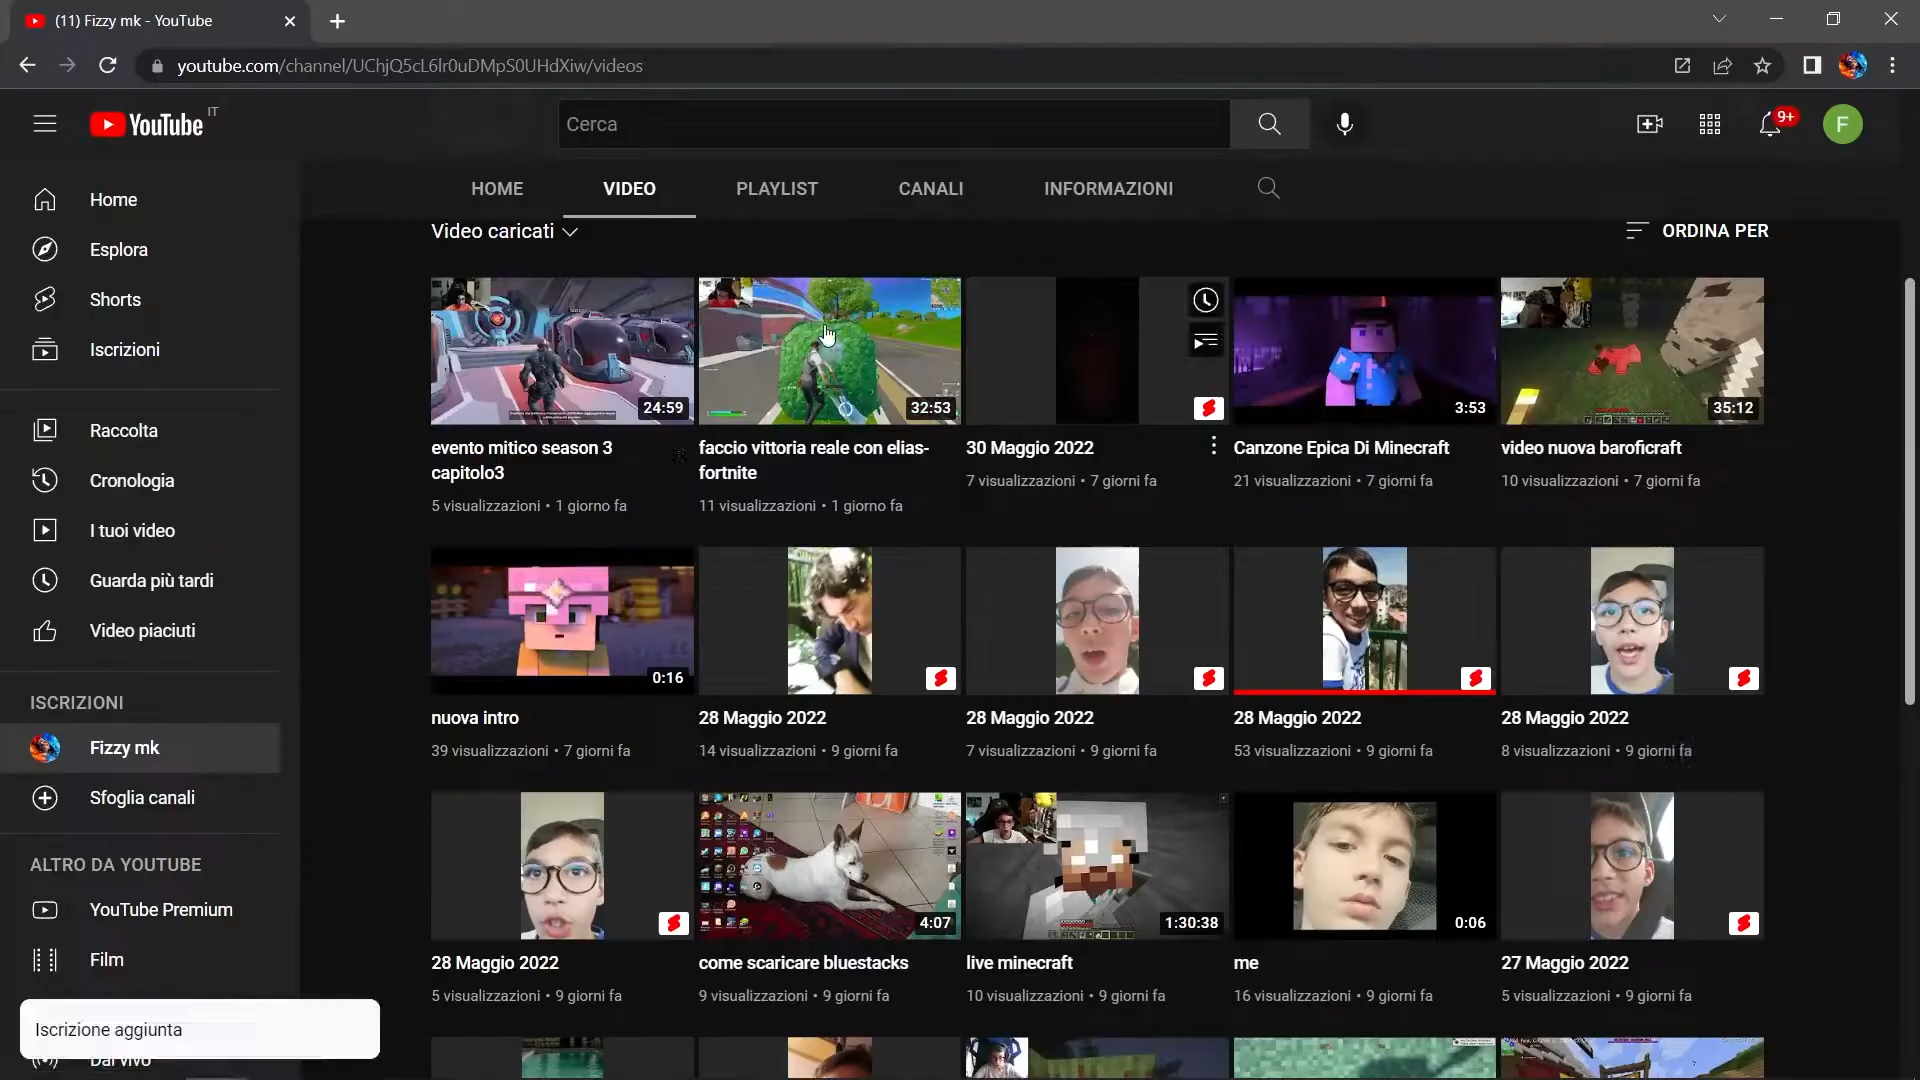 (11) Fizzy mk - YouTube
youtube.com/channel/UChjQ5cL6lr0uDMpS0UHdXiw/videos
YouTube IT
Cerca
9+
F
HOME
VIDEO
PLAYLIST
CANALI
INFORMAZIONI
Home
Esplora
Shorts
Iscrizioni
Raccolta
Cronologia
I tuoi video
Guarda più tardi
Video piaciuti
ISCRIZIONI
Fizzy mk
Sfoglia canali
ALTRO DA YOUTUBE
YouTube Premium
Film
Dal vivo
Iscrizione aggiunta
Video caricati
ORDINA PER
24:59
32:53
3:53
35:12
evento mitico season 3
capitolo3
5 visualizzazioni • 1 giorno fa
faccio vittoria reale con elias-
fortnite
11 visualizzazioni • 1 giorno fa
30 Maggio 2022
7 visualizzazioni • 7 giorni fa
Canzone Epica Di Minecraft
21 visualizzazioni • 7 giorni fa
video nuova baroficraft
10 visualizzazioni • 7 giorni fa
0:16
nuova intro
39 visualizzazioni • 7 giorni fa
28 Maggio 2022
14 visualizzazioni • 9 giorni fa
28 Maggio 2022
7 visualizzazioni • 9 giorni fa
28 Maggio 2022
53 visualizzazioni • 9 giorni fa
28 Maggio 2022
8 visualizzazioni • 9 giorni fa
4:07
1:30:38
0:06
28 Maggio 2022
5 visualizzazioni • 9 giorni fa
come scaricare bluestacks
9 visualizzazioni • 9 giorni fa
live minecraft
10 visualizzazioni • 9 giorni fa
me
16 visualizzazioni • 9 giorni fa
27 Maggio 2022
5 visualizzazioni • 9 giorni fa